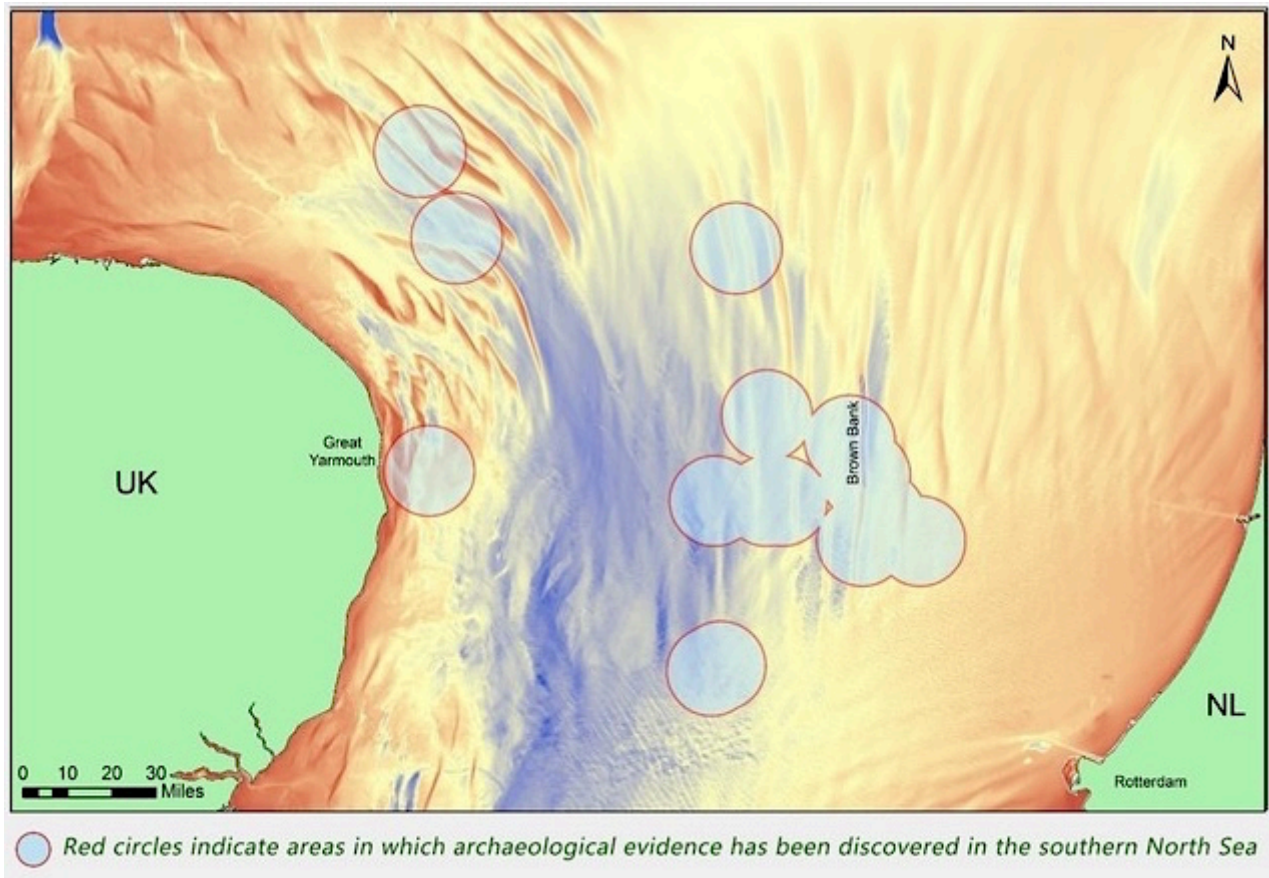 N
Great
Yarmouth
Brown Bank
UK
NL
0 10 20 30
Miles
Rotterdam
Red circles indicate areas in which archaeological evidence has been discovered in the southern North Sea